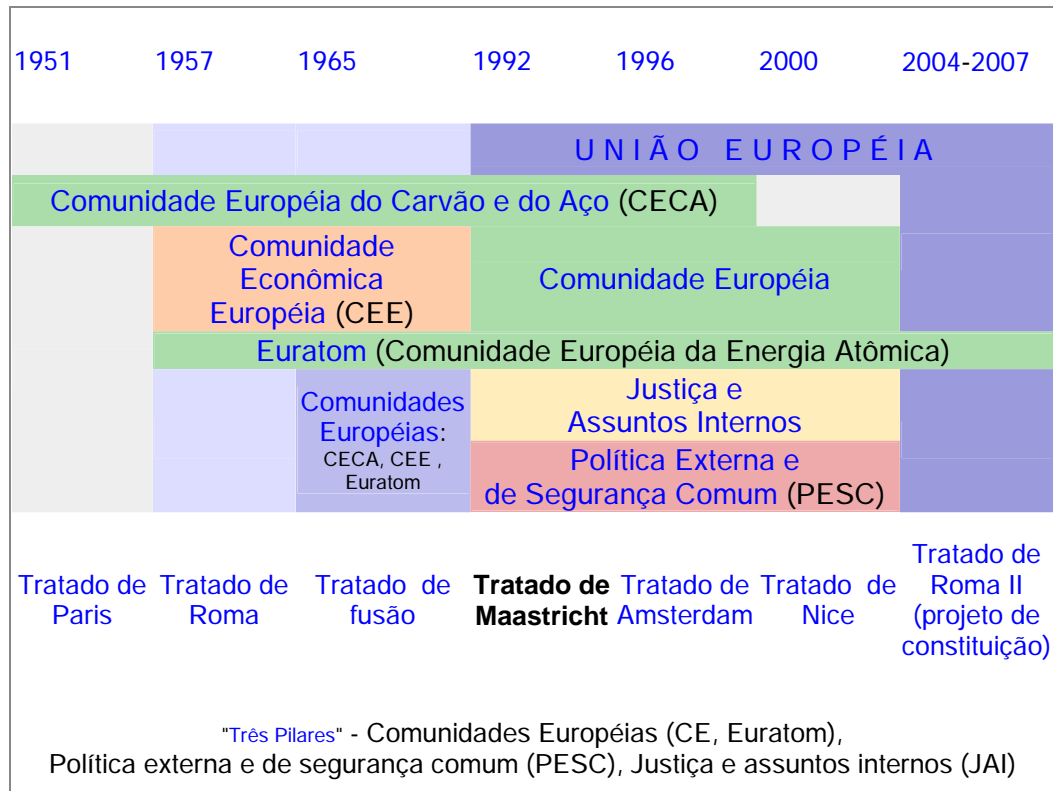 1951 1957 1965 1992 1996 2000 2004-2007
UNIÃO EUROPÉIA
Comunidade Européia do Carvão e do Aço (CECA)
Comunidade
Econômica
Européia (CEE)
Comunidade Européia
Euratom (Comunidade Européia da Energia Atômica)
Comunidades
Européias:
CECA, CEE ,
Euratom
Justiça e
Assuntos Internos
Política Externa e
de Segurança Comum (PESC)
Tratado de
Paris
Tratado de
Roma
Tratado de
fusão
Tratado de
Maastricht
Tratado de
Amsterdam
Tratado de
Nice
Tratado de
Roma II
(projeto de
constituição)
"Três Pilares" - Comunidades Européias (CE, Euratom),
Política externa e de segurança comum (PESC), Justiça e assuntos internos (JAI)